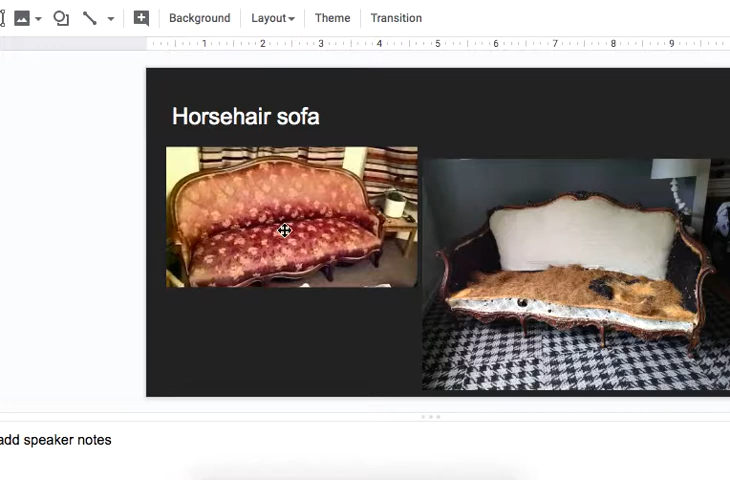 Background Layout Theme Transition
1 2 3 4 5 6 7 8 9
Horsehair sofa
add speaker notes